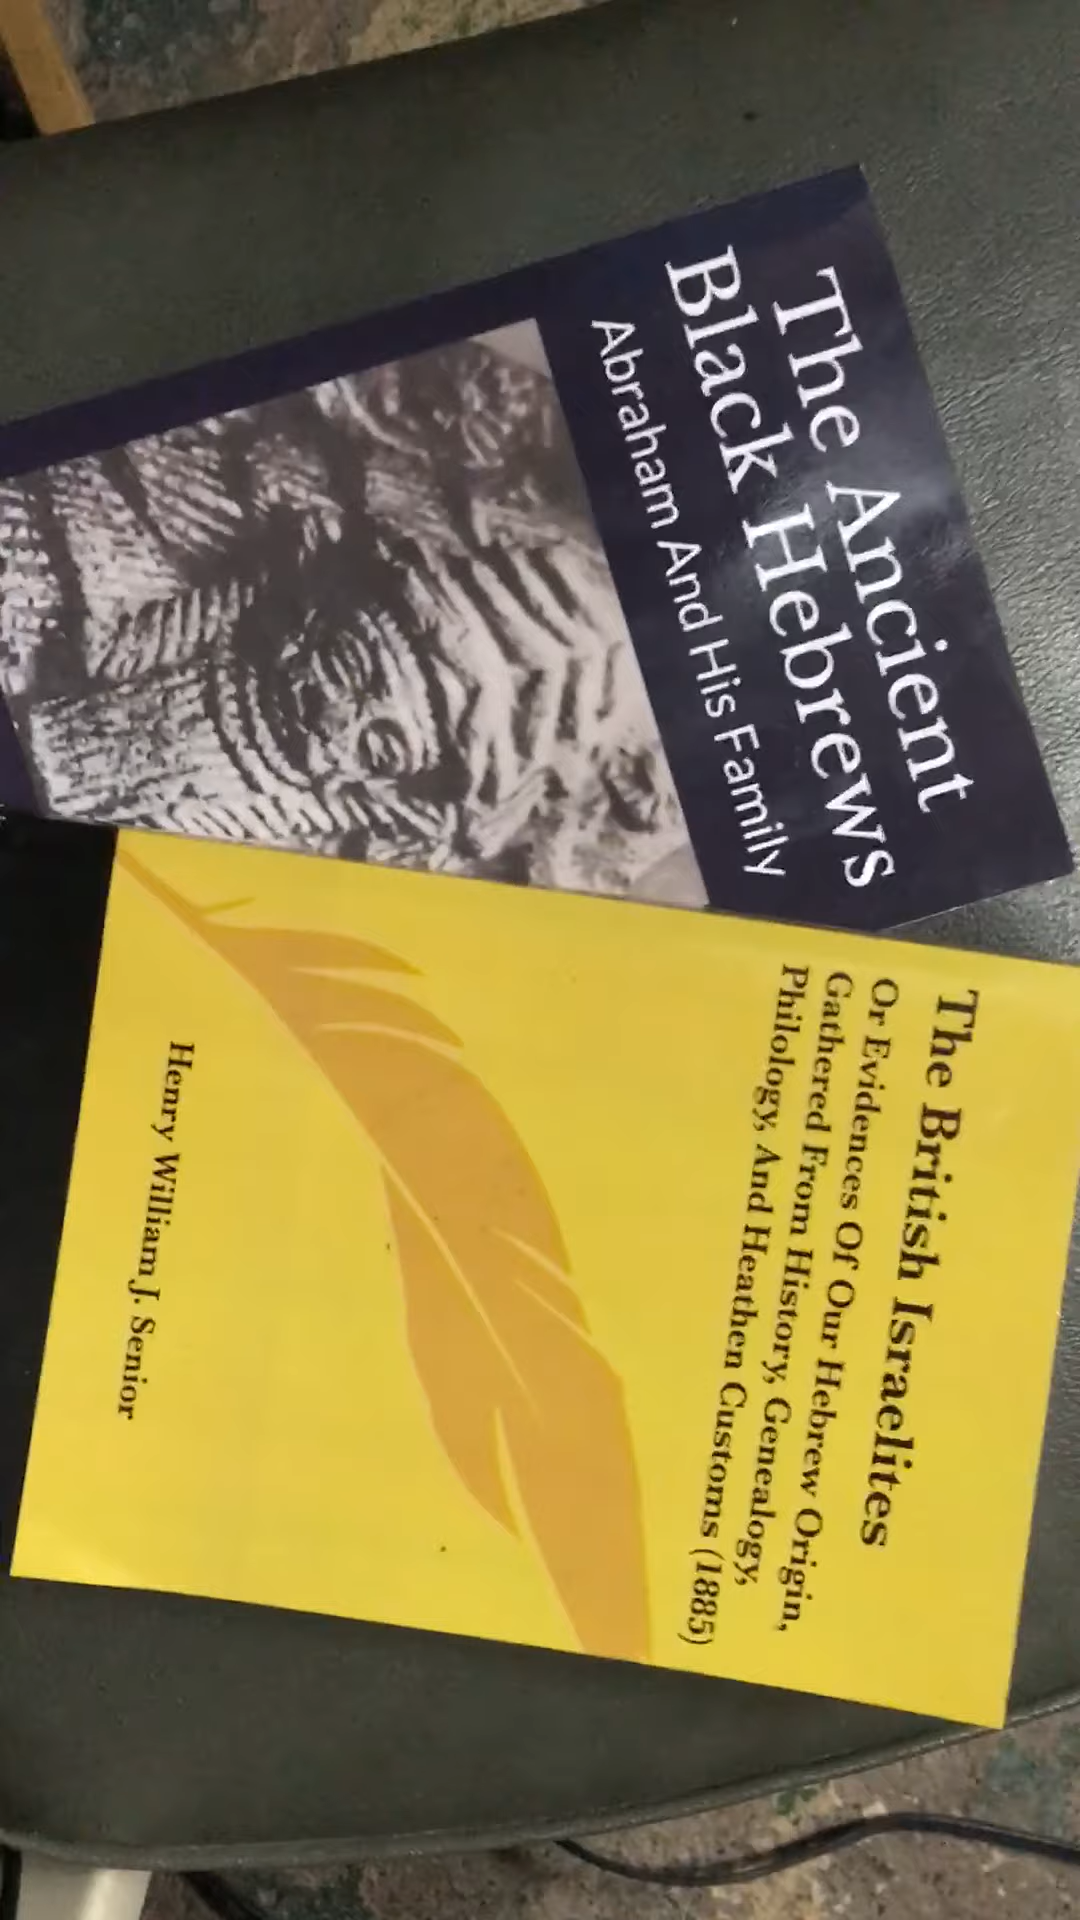 The Ancient
Black Hebrews
Abraham And His Family
The British Israelites
Or Evidences Of Our Hebrew Origin,
Gathered From History, Genealogy,
Philology, And Heathen Customs (1885)
Henry William J. Senior